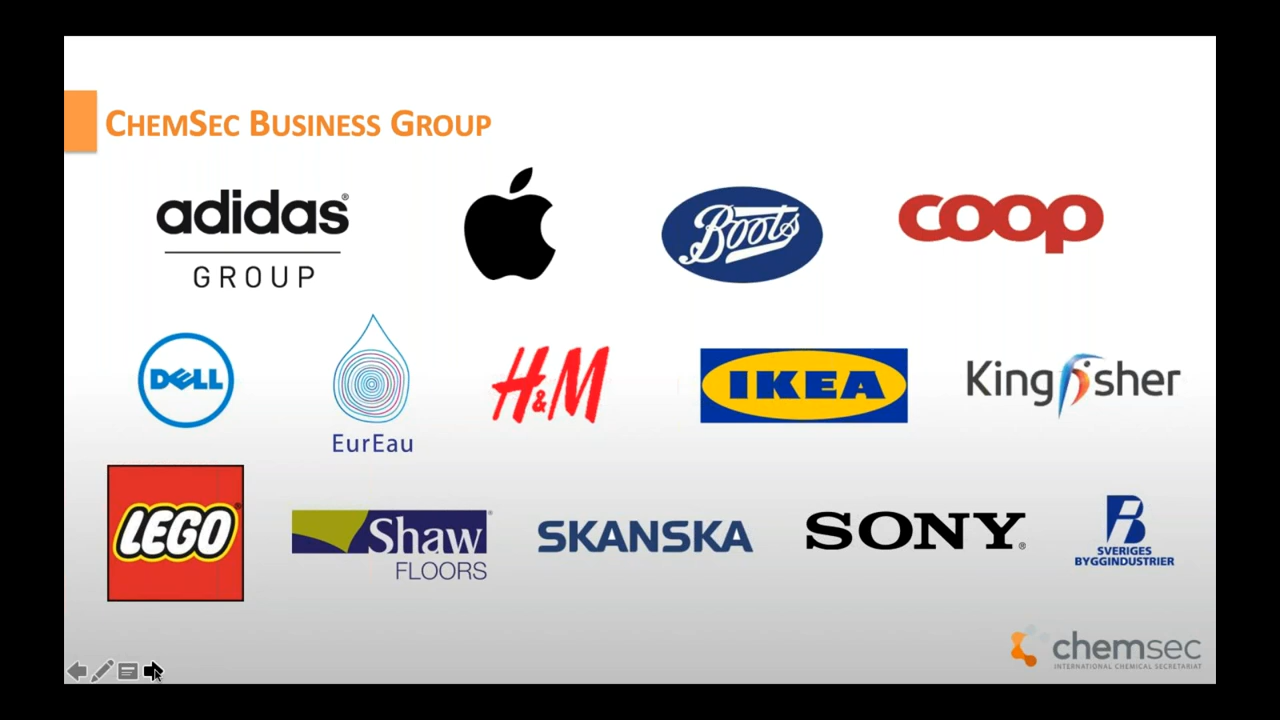 CHEMSEC BUSINESS GROUP
adidas®
GROUP
Boots
coop
DELL
EurEau
H&M
IKEA
Kingfisher
LEGO®
Shaw®
FLOORS
SKANSKA
SONY®
SVERIGES
BYGGINDUSTRIER
chemsec
INTERNATIONAL CHEMICAL SECRETARIAT